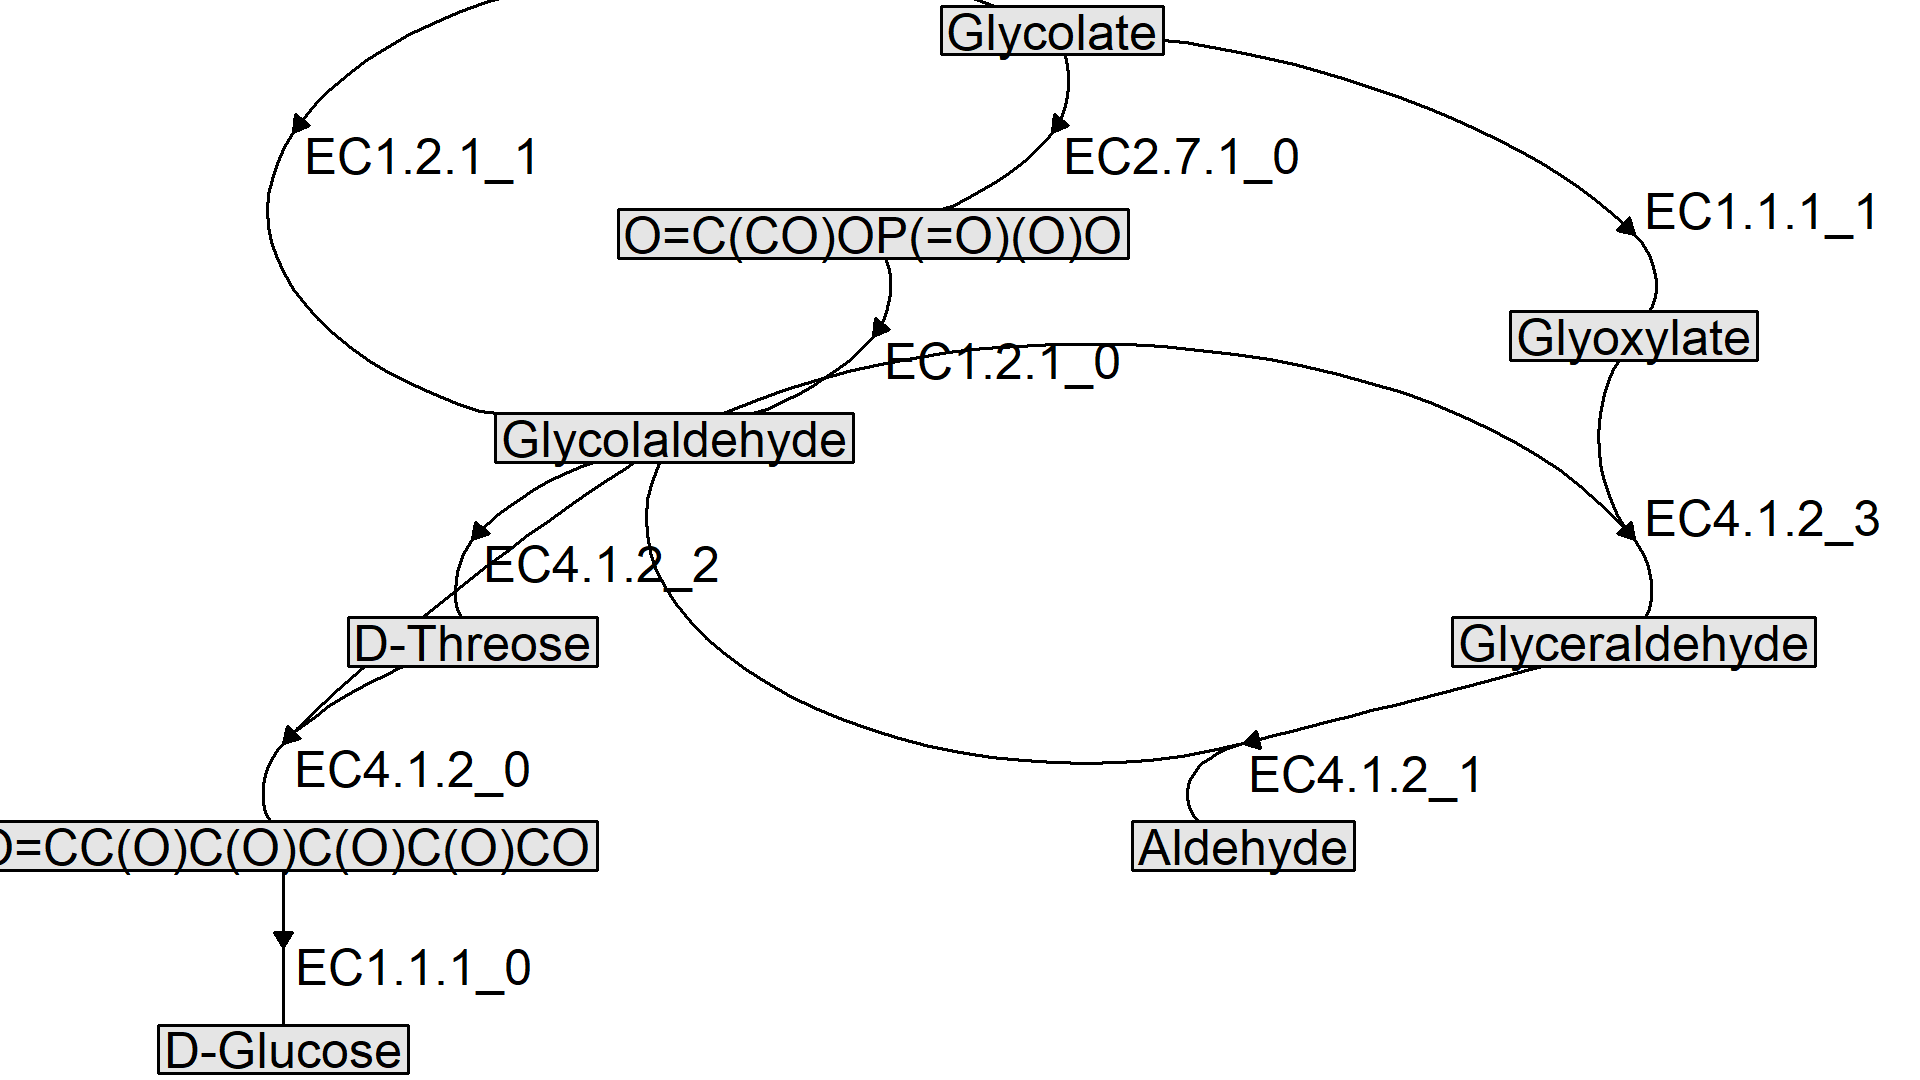 Glycolate
EC1.2.1_1
EC2.7.1_0
EC1.1.1_1
O=C(CO)OP(=O)(O)O
Glyoxylate
EC1.2.1_0
Glycolaldehyde
EC4.1.2_3
EC4.1.2_2
D-Threose
Glyceraldehyde
EC4.1.2_0
EC4.1.2_1
O=CC(O)C(O)C(O)C(O)CO
Aldehyde
EC1.1.1_0
D-Glucose